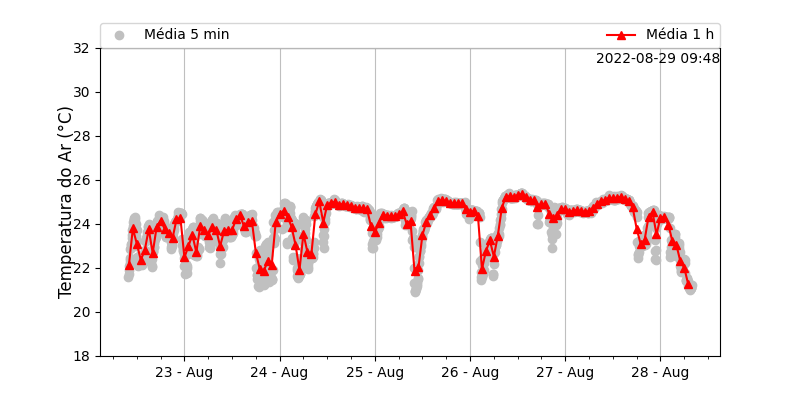 Média 5 min
Média 1 h
2022-08-29 09:48
Temperatura do Ar (°C)
32
30
28
26
24
22
20
18
23 - Aug
24 - Aug
25 - Aug
26 - Aug
27 - Aug
28 - Aug